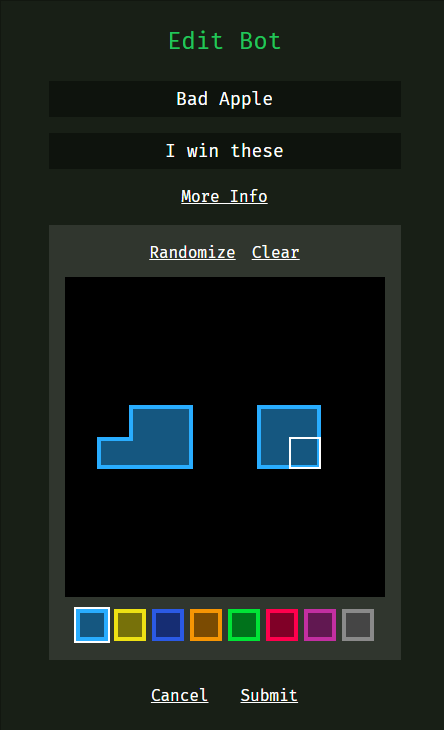 Edit Bot
Bad Apple
I win these
More Info
Randomize Clear
Cancel Submit